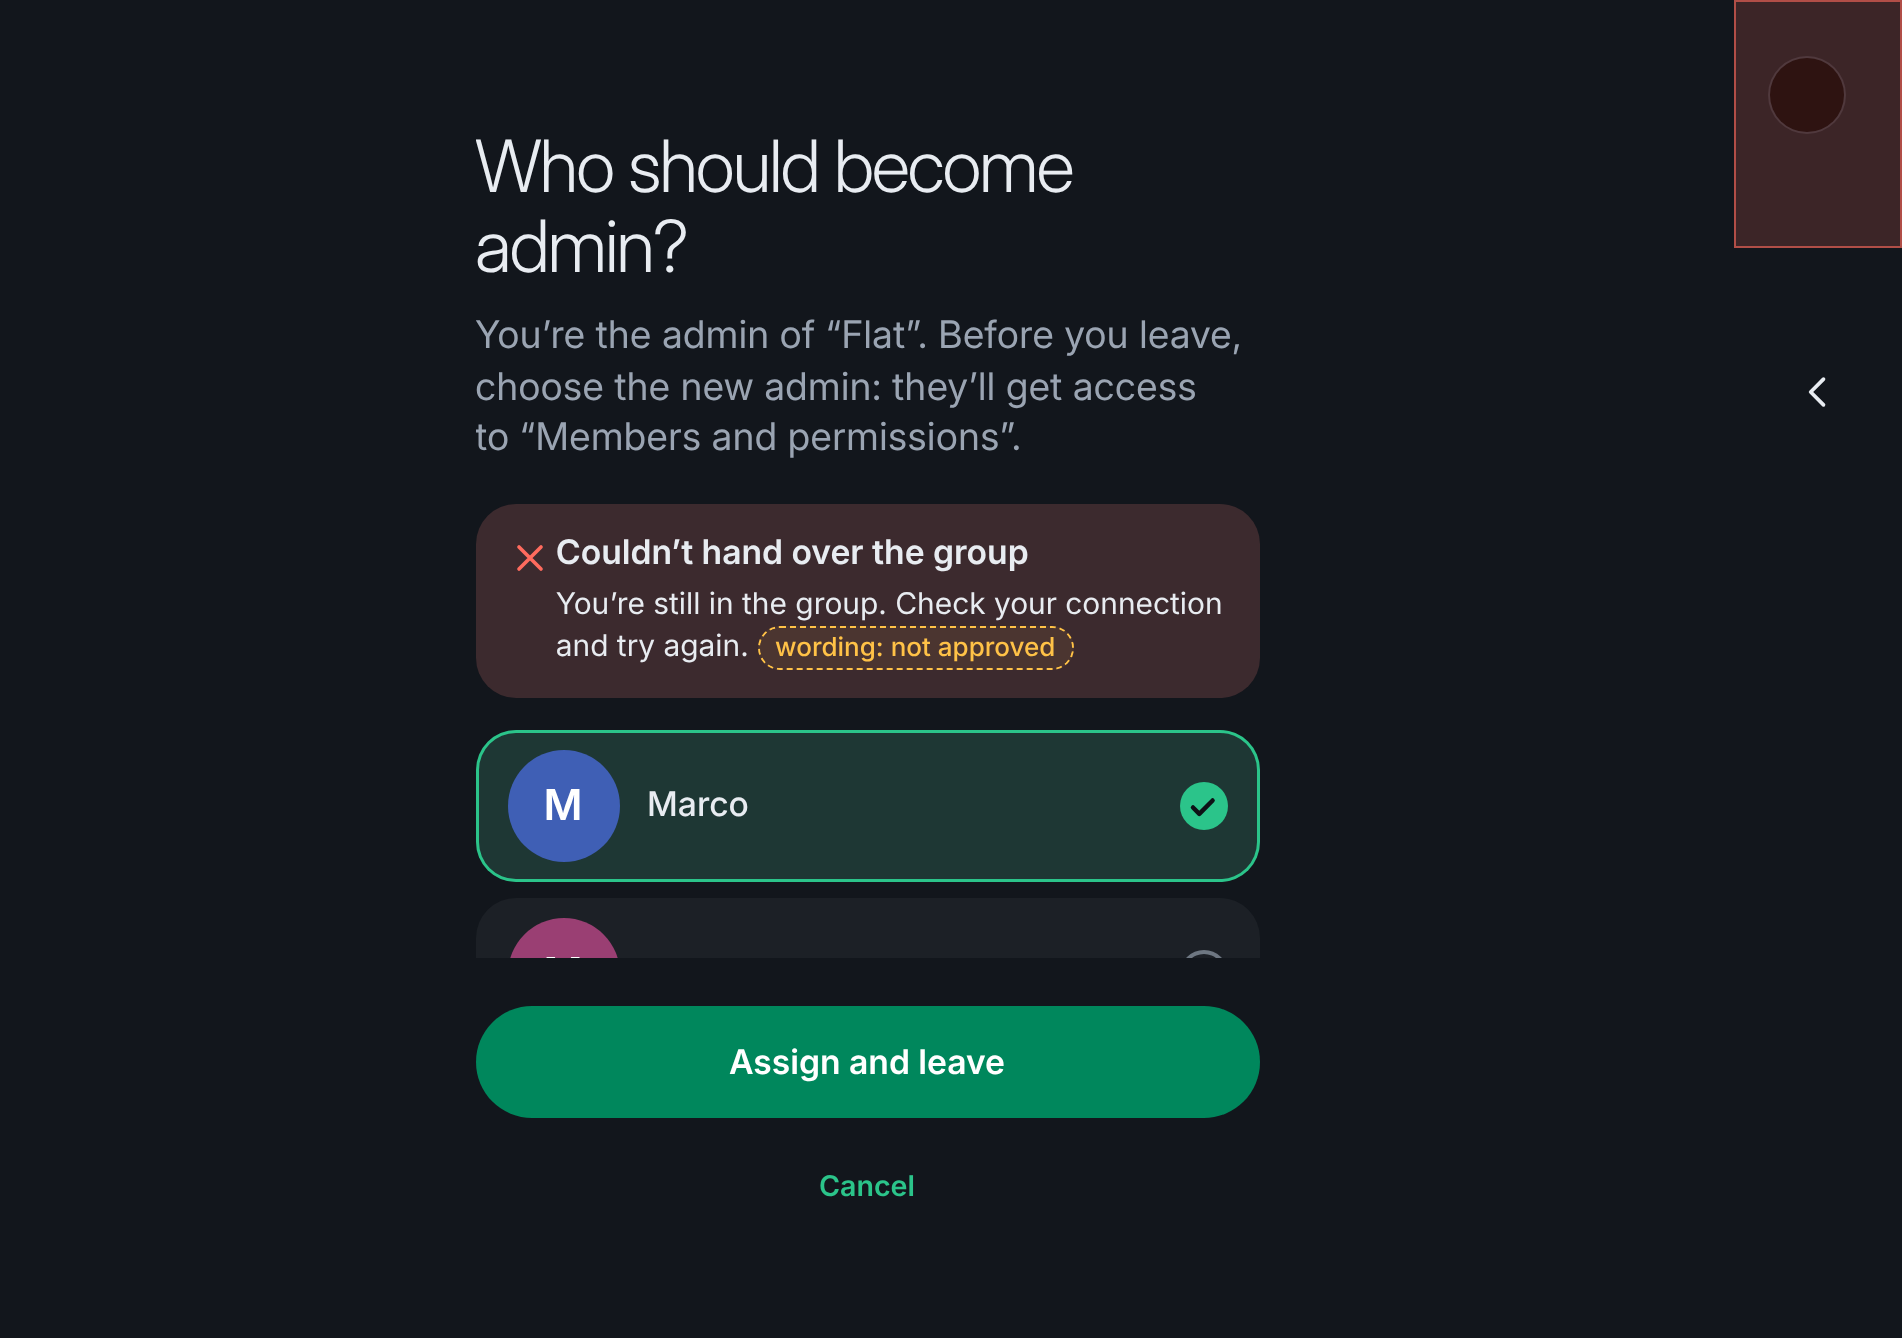 Who should become
admin?
You’re the admin of “Flat”. Before you leave,
choose the new admin: they’ll get access
to “Members and permissions”.
Couldn’t hand over the group
You’re still in the group. Check your connection
and try again. wording: not approved
M Marco
Assign and leave
Cancel